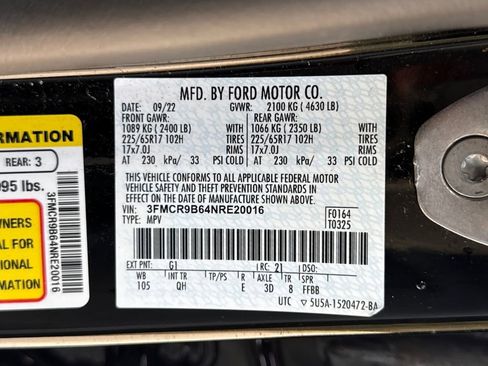 MFD. BY FORD MOTOR CO.
DATE: 09/22 GVWR: 2100 KG ( 4630 LB)
FRONT GAWR: REAR GAWR:
1089 KG ( 2400 LB) WITH 1066 KG ( 2350 LB) WITH
225/65R17 102H TIRES 225/65R17 102H TIRES
17x7.0J RIMS 17x7.0J RIMS
AT 230 kPa/ 33 PSI COLD AT 230 kPa/ 33 PSI COLD
THIS VEHICLE CONFORMS TO ALL APPLICABLE FEDERAL MOTOR
VEHICLE SAFETY AND THEFT PREVENTION STANDARDS IN
EFFECT ON THE DATE OF MANUFACTURE SHOWN ABOVE.
VIN: 3FMCR9B64NRE20016 F0164
TYPE: MPV T0325
EXT PNT: G1 RC: 21 DSO:
WB INT TR TP/PS R AXLE TR SPR
105 QH E 3D 8 FFBB
UTC ▽ 5U5A-1520472-BA
ORMATION
REAR: 3
095 lbs.
WNERS
AL FOR
IONAL
MATION
3FMCR9B64NRE20016